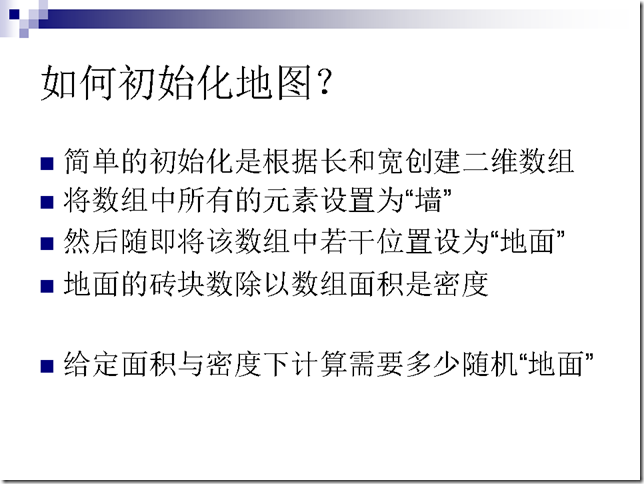 如何初始化地图?
简单的初始化是根据长和宽创建二维数组
将数组中所有的元素设置为“墙”
然后随即将该数组中若干位置设为“地面”
地面的砖块数除以数组面积是密度
给定面积与密度下计算需要多少随机“地面”